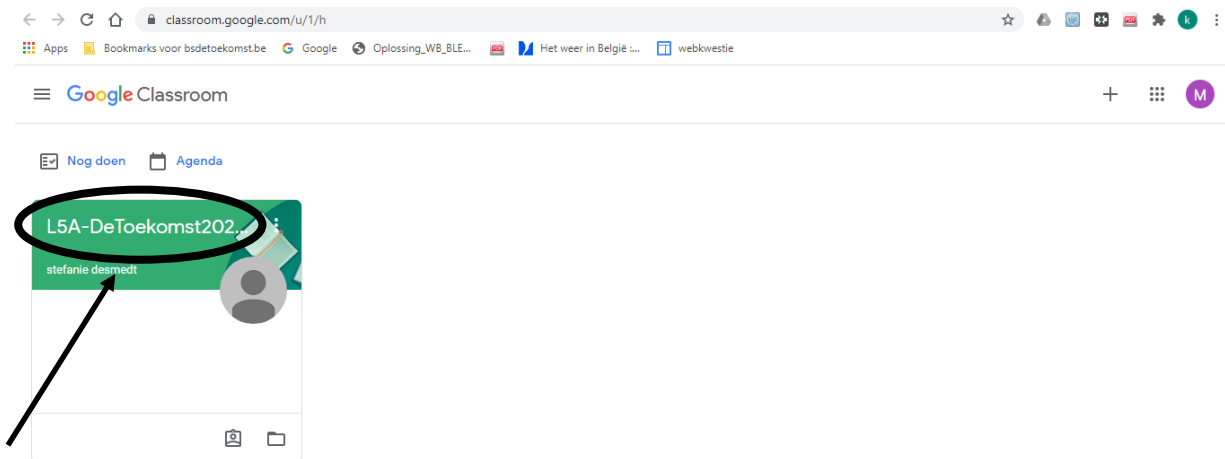 classroom.google.com/u/1/h
k
Apps Bookmarks voor bsdetoekomst.be G Google Oplossing_WB_BLE... PDF Het weer in België :... webkwestie
Google Classroom
M
Nog doen Agenda
L5A-DeToekomst202...
stefanie desmedt